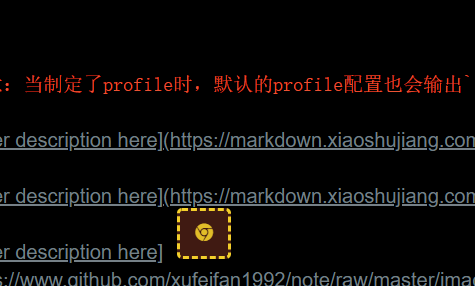 ：当制定了profile时，默认的profile配置也会输出`
er description here](https://markdown.xiaoshujiang.com
er description here](https://markdown.xiaoshujiang.com
er description here]
s://www.github.com/xufeifan1992/note/raw/master/imag